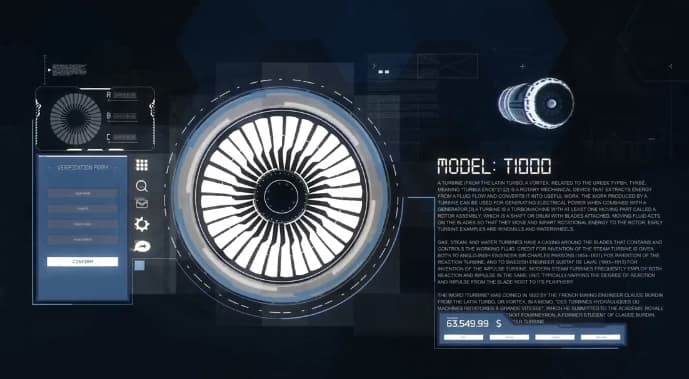 R
B
C
VERIFICATION FORM
CONFIRM
MODEL: T1000
A TURBINE (FROM THE LATIN TURBO, A VORTEX, RELATED TO THE GREEK
MEANING "TURBULENCE") [1][2] IS A ROTARY MECHANICAL DEVICE THAT EXTRACTS ENERGY
FROM A FLUID FLOW AND CONVERTS IT INTO USEFUL WORK. THE WORK PRODUCED BY A
TURBINE CAN BE USED FOR GENERATING ELECTRICAL POWER WHEN COMBINED WITH A
GENERATOR.[3] A TURBINE IS A TURBOMACHINE WITH AT LEAST ONE MOVING PART CALLED A
ROTOR ASSEMBLY, WHICH IS A SHAFT OR DRUM WITH BLADES ATTACHED. MOVING FLUID ACTS
ON THE BLADES SO THAT THEY MOVE AND IMPART ROTATIONAL ENERGY TO THE ROTOR. EARLY
TURBINE EXAMPLES ARE WINDMILLS AND WATERWHEELS.
GAS, STEAM, AND WATER TURBINES HAVE A CASING AROUND THE BLADES THAT CONTAINS AND
CONTROLS THE WORKING FLUID. CREDIT FOR INVENTION OF THE STEAM TURBINE IS GIVEN
BOTH TO ANGLO-IRISH ENGINEER SIR CHARLES PARSONS (1854–1931) FOR INVENTION OF THE
REACTION TURBINE, AND TO SWEDISH ENGINEER GUSTAF DE LAVAL (1845–1913) FOR
INVENTION OF THE IMPULSE TURBINE. MODERN STEAM TURBINES FREQUENTLY EMPLOY BOTH
REACTION AND IMPULSE IN THE SAME UNIT, TYPICALLY VARYING THE DEGREE OF REACTION
AND IMPULSE FROM THE BLADE ROOT TO ITS PERIPHERY.
THE WORD "TURBINE" WAS COINED IN 1822 BY THE FRENCH MINING ENGINEER CLAUDE BURDIN
FROM THE LATIN TURBO, OR VORTEX, IN A MEMO, "DES TURBINES HYDRAULIQUES OU
MACHINES ROTATOIRES À GRANDE VITESSE", WHICH HE SUBMITTED TO THE ACADÉMIE ROYALE
FOURNEYRON, A FORMER STUDENT OF CLAUDE BURDIN,
63,549.99 $
TURBINE.